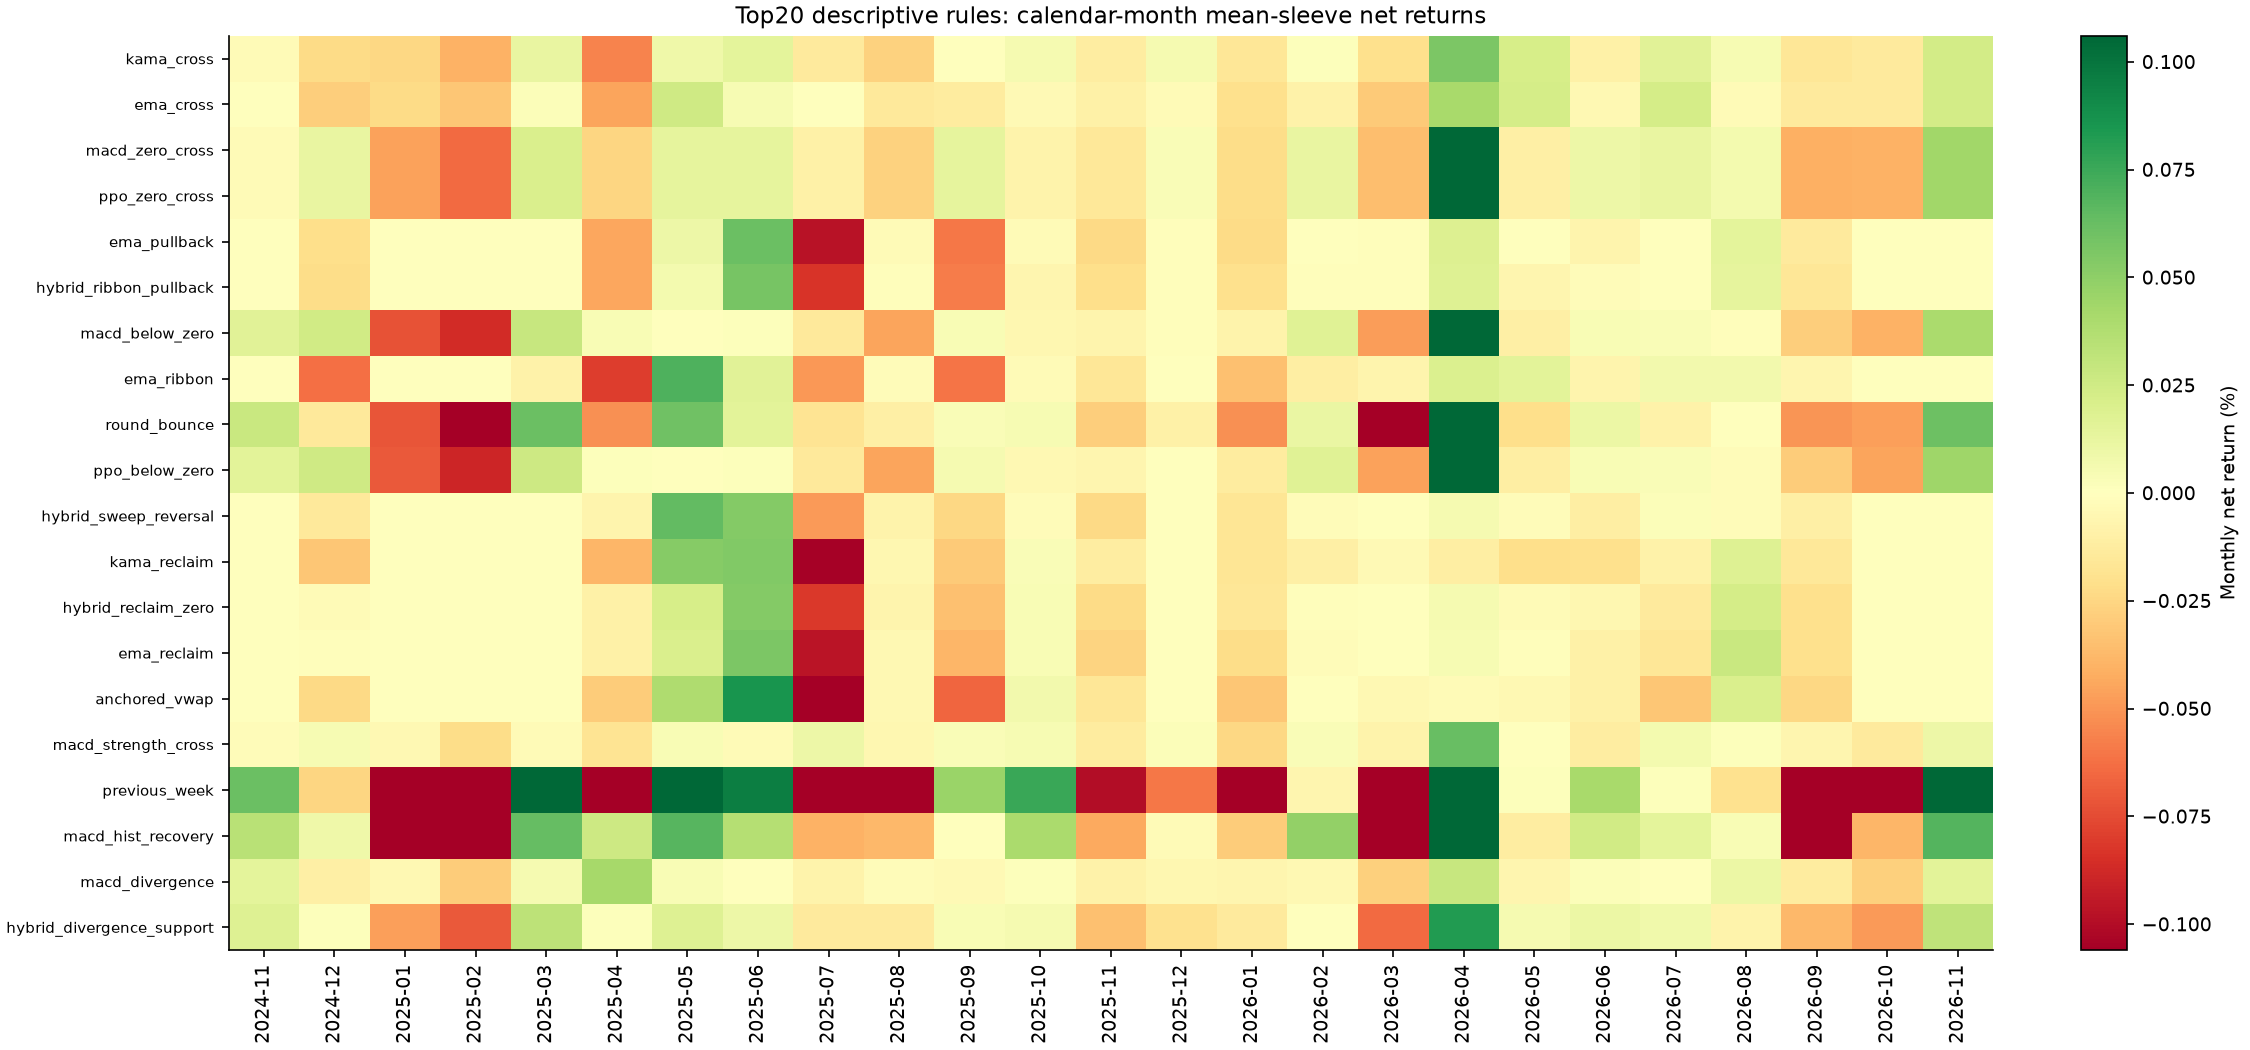 Top20 descriptive rules: calendar-month mean-sleeve net returns
kama_cross
ema_cross
macd_zero_cross
ppo_zero_cross
ema_pullback
hybrid_ribbon_pullback
macd_below_zero
ema_ribbon
round_bounce
ppo_below_zero
hybrid_sweep_reversal
kama_reclaim
hybrid_reclaim_zero
ema_reclaim
anchored_vwap
macd_strength_cross
previous_week
macd_hist_recovery
macd_divergence
hybrid_divergence_support
2024-11
2024-12
2025-01
2025-02
2025-03
2025-04
2025-05
2025-06
2025-07
2025-08
2025-09
2025-10
2025-11
2025-12
2026-01
2026-02
2026-03
2026-04
2026-05
2026-06
2026-07
2026-08
2026-09
2026-10
2026-11
0.100
0.075
0.050
0.025
0.000
−0.025
−0.050
−0.075
−0.100
Monthly net return (%)